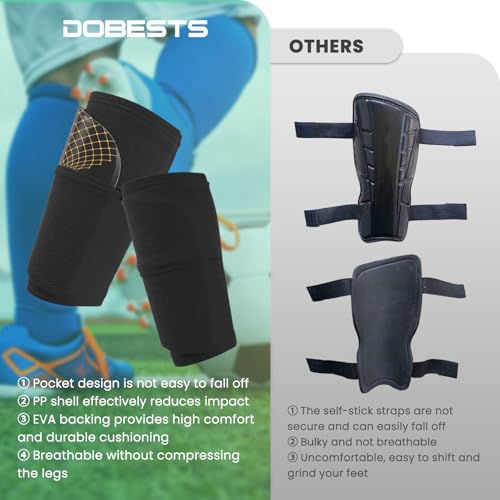 DOBESTS
① Pocket design is not easy to fall off
② PP shell effectively reduces impact
③ EVA backing provides high comfort
and durable cushioning
④ Breathable without compressing
the legs
OTHERS
① The self-stick straps are not
secure and can easily fall off
② Bulky and not breathable
③ Uncomfortable, easy to shift and
grind your feet